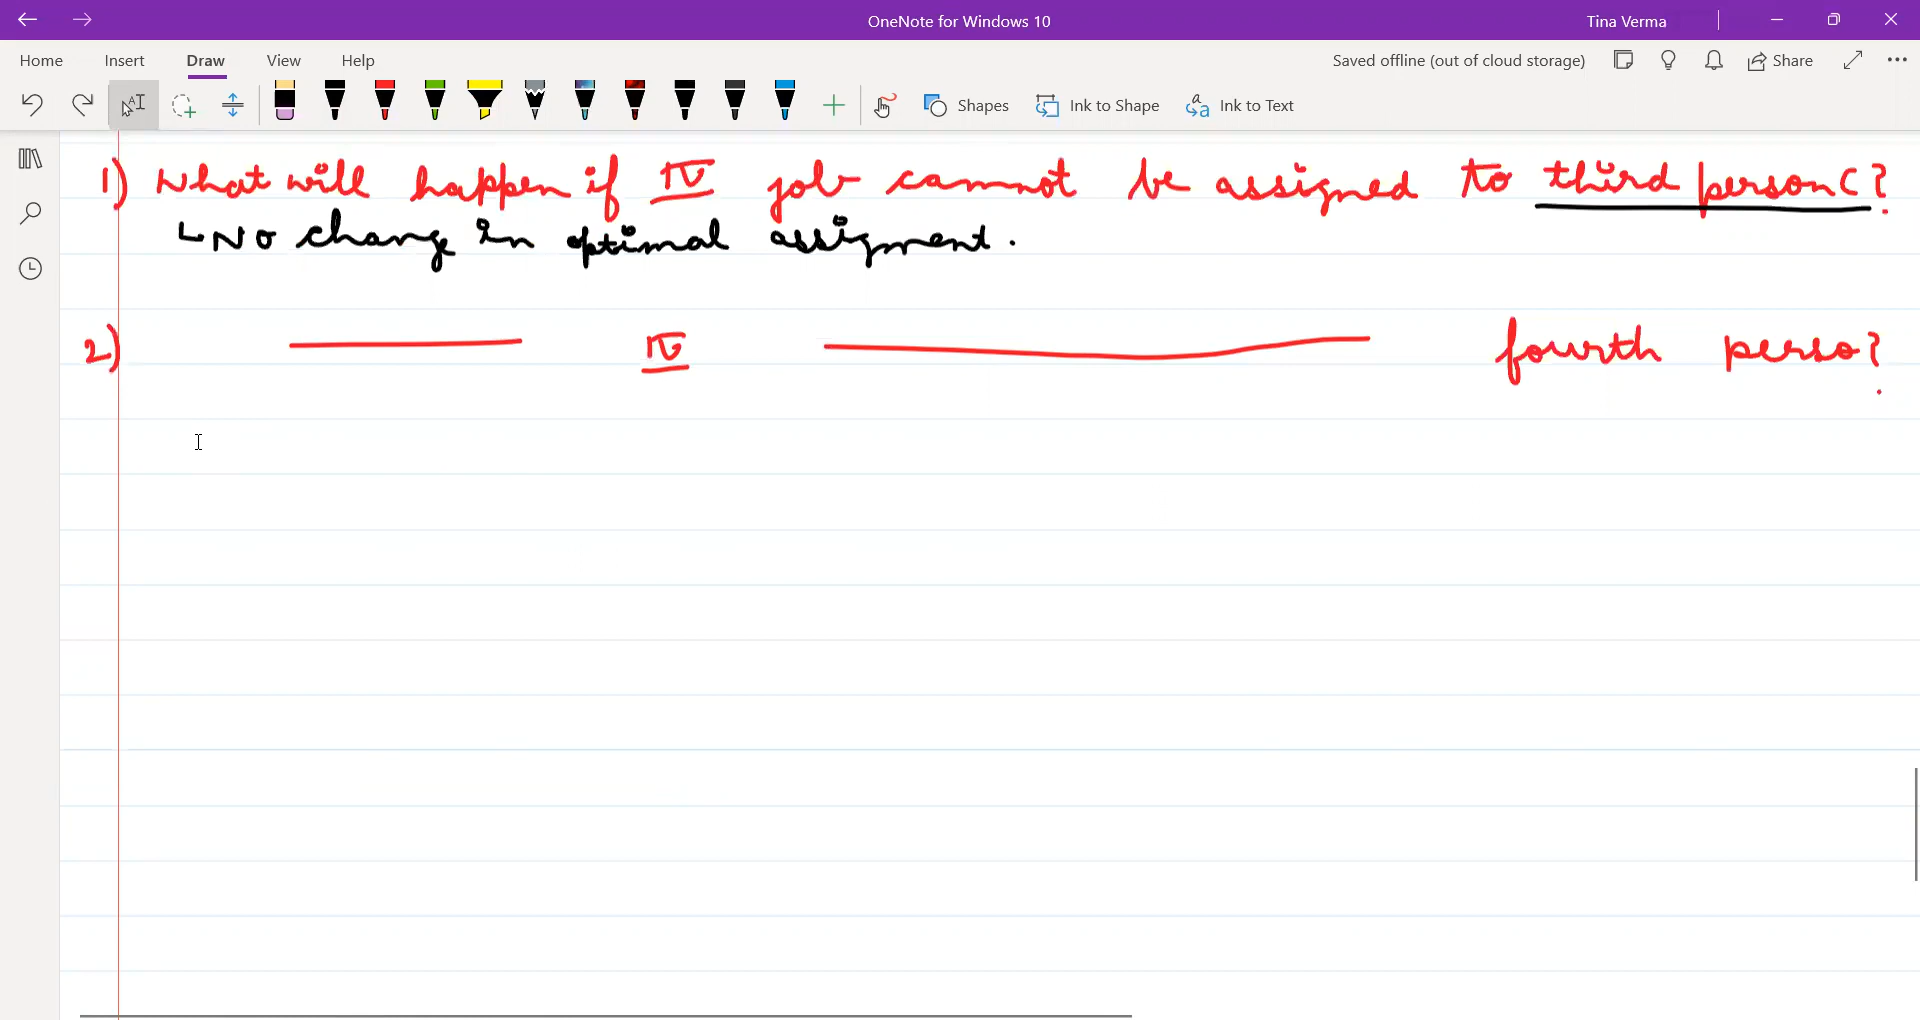 OneNote for Windows 10
Tina Verma
Home Insert Draw View Help
Saved offline (out of cloud storage) Share
Shapes Ink to Shape Ink to Text
1) What will happen if IV job cannot be assigned to third person C?
↳ No change in optimal assigment.
2) —— IV —— fourth perso?